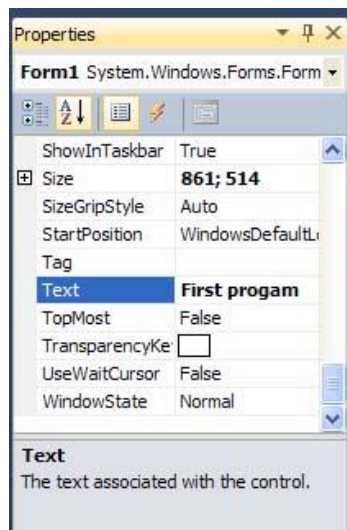 Properties
Form1 System.Windows.Forms.Form
ShowInTaskbar True
Size 861; 514
SizeGripStyle Auto
StartPosition WindowsDefaultL
Tag
Text First progam
TopMost False
TransparencyKe
UseWaitCursor False
WindowState Normal
Text
The text associated with the control.